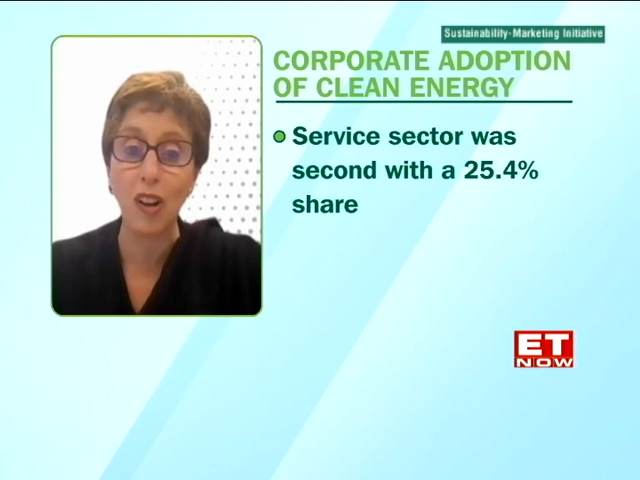 Sustainability-Marketing Initiative
CORPORATE ADOPTION
OF CLEAN ENERGY
Service sector was
second with a 25.4%
share
ET
NOW